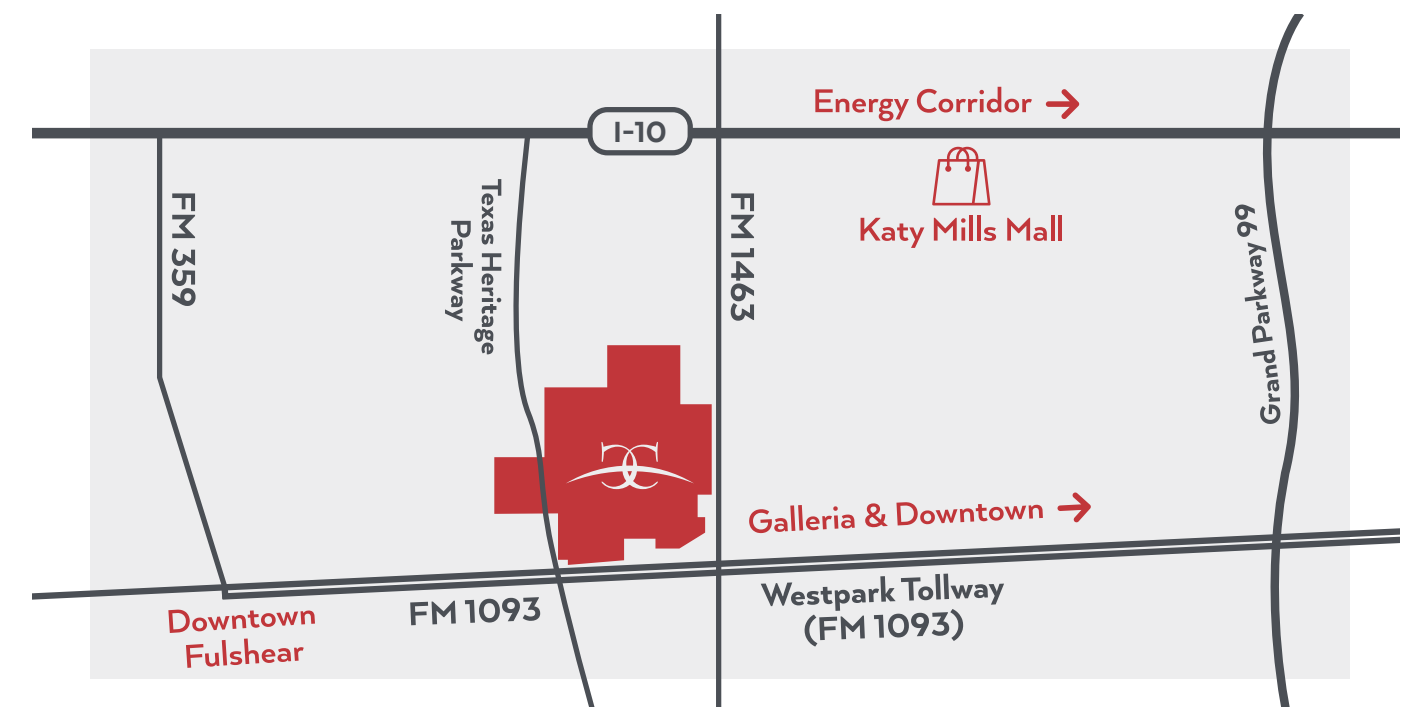 Energy Corridor
I-10
FM 359
Texas Heritage
Parkway
FM 1463
Katy Mills Mall
Grand Parkway 99
Galleria & Downtown
Westpark Tollway
(FM 1093)
FM 1093
Downtown
Fulshear